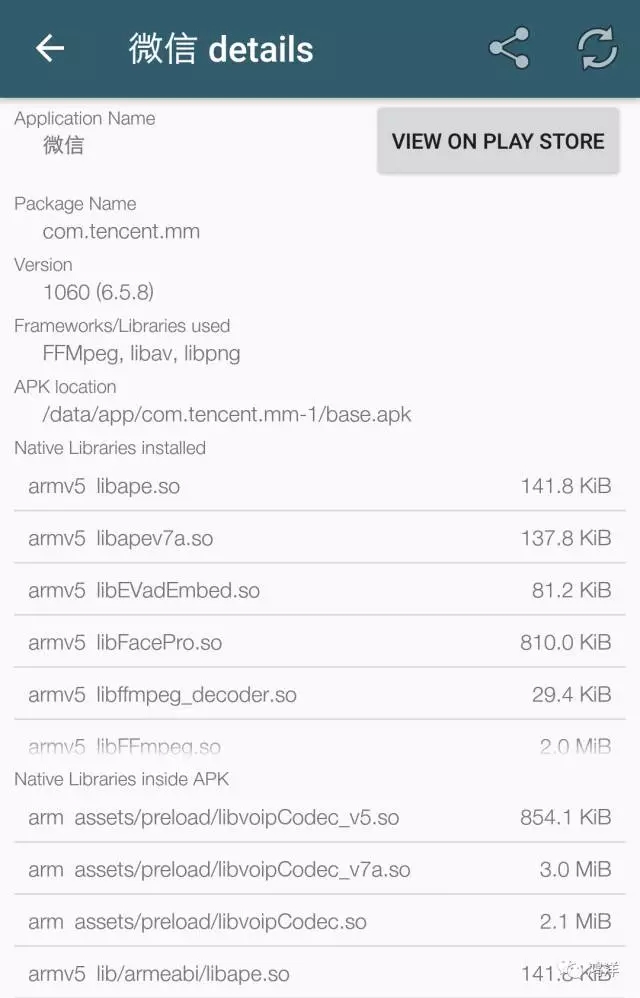 微信 details
Application Name
微信
VIEW ON PLAY STORE
Package Name
com.tencent.mm
Version
1060 (6.5.8)
Frameworks/Libraries used
FFMpeg, libav, libpng
APK location
/data/app/com.tencent.mm-1/base.apk
Native Libraries installed
armv5 libape.so 141.8 KiB
armv5 libapev7a.so 137.8 KiB
armv5 libEVadEmbed.so 81.2 KiB
armv5 libFacePro.so 810.0 KiB
armv5 libffmpeg_decoder.so 29.4 KiB
armv5 libFFmpeg.so 2.0 MiB
Native Libraries inside APK
arm assets/preload/libvoipCodec_v5.so 854.1 KiB
arm assets/preload/libvoipCodec_v7a.so 3.0 MiB
arm assets/preload/libvoipCodec.so 2.1 MiB
armv5 lib/armeabi/libape.so 141.8 KiB
鸿洋